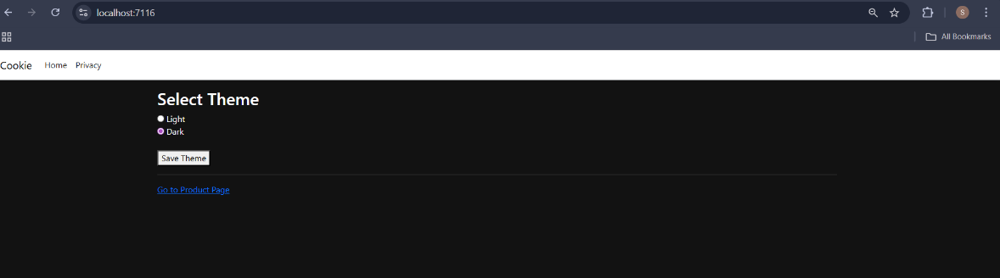 localhost:7116
S
All Bookmarks
Cookie Home Privacy
Select Theme
Light
Dark
Save Theme
Go to Product Page